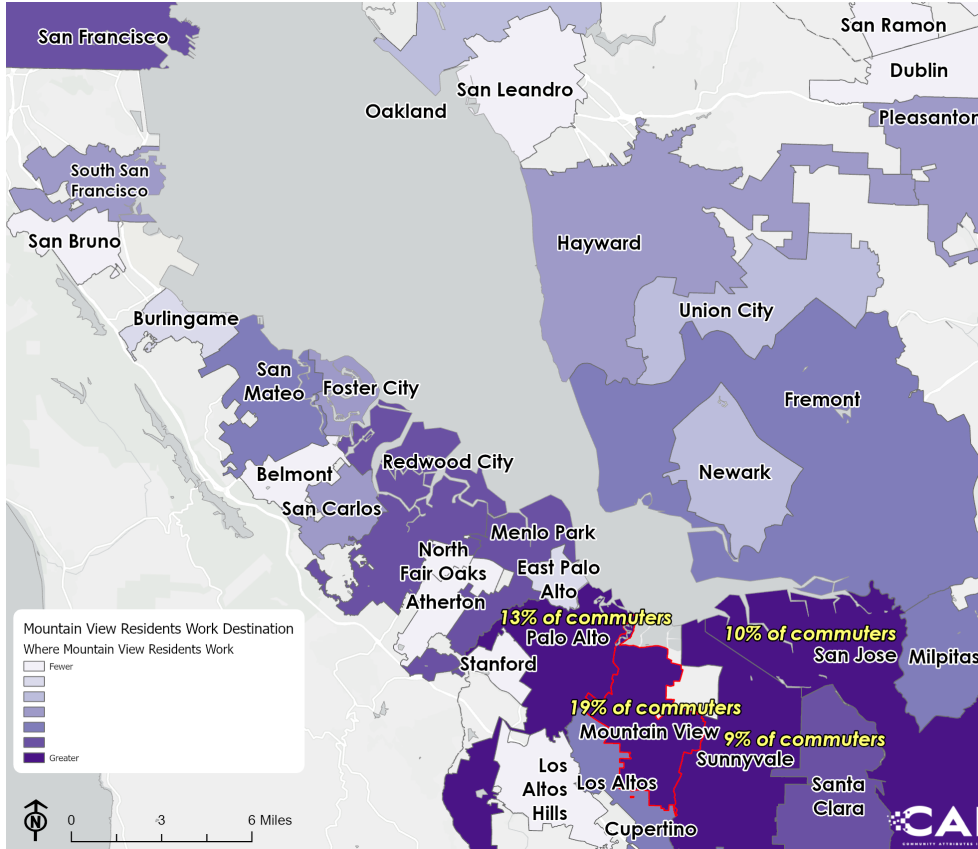 San Francisco
San Ramon
Dublin
San Leandro
Oakland
Pleasanton
South San
Francisco
San Bruno
Hayward
Union City
Burlingame
San
Mateo
Foster City
Fremont
Redwood City
Belmont
Newark
San Carlos
Menlo Park
North
Fair Oaks
East Palo
Alto
Atherton
13% of commuters
Palo Alto
10% of commuters
San Jose
Milpitas
Stanford
19% of commuters
Mountain View
9% of commuters
Sunnyvale
Los
Altos
Hills
Los Altos
Santa
Clara
Cupertino
Mountain View Residents Work Destination
Where Mountain View Residents Work
Fewer
Greater
N
0 3 6 Miles
CAI
COMMUNITY ATTRIBUTES